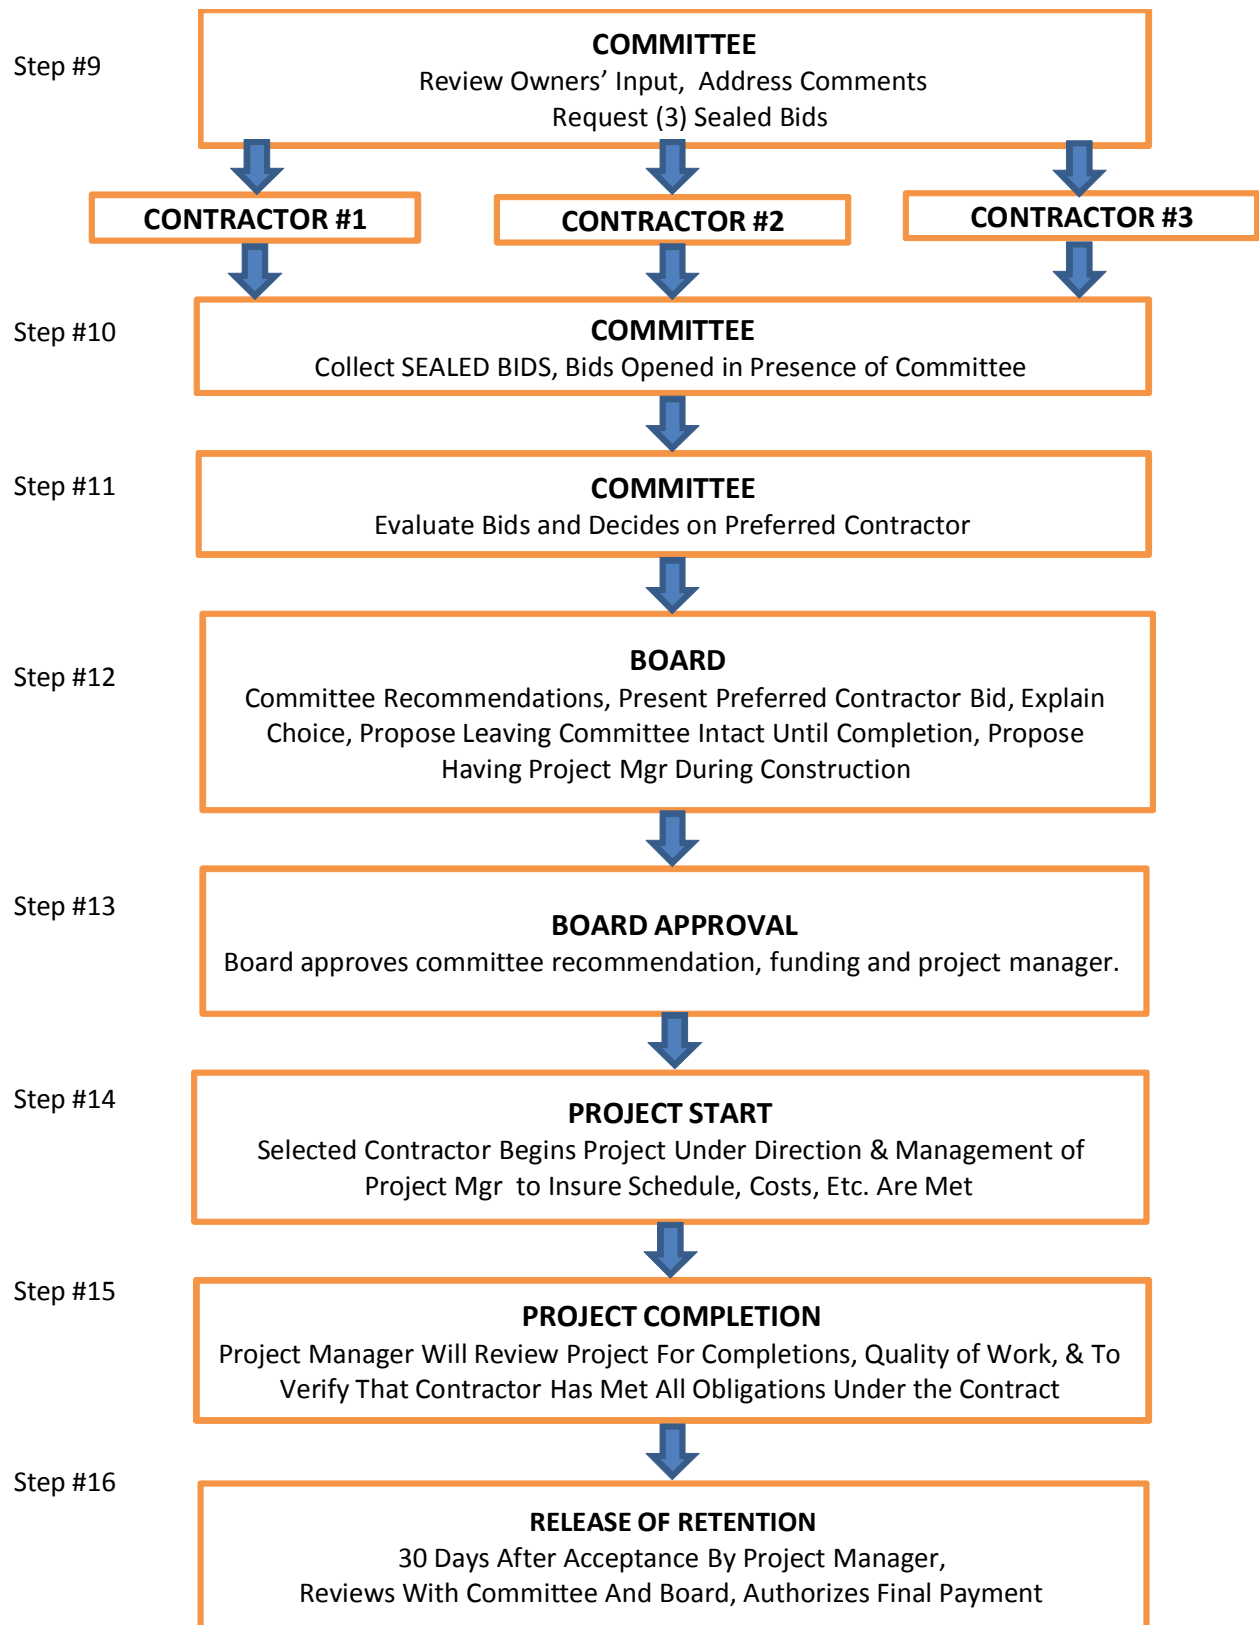 Step #9
COMMITTEE
Review Owners’ Input, Address Comments
Request (3) Sealed Bids
CONTRACTOR #1
CONTRACTOR #2
CONTRACTOR #3
Step #10
COMMITTEE
Collect SEALED BIDS, Bids Opened in Presence of Committee
Step #11
COMMITTEE
Evaluate Bids and Decides on Preferred Contractor
Step #12
BOARD
Committee Recommendations, Present Preferred Contractor Bid, Explain
Choice, Propose Leaving Committee Intact Until Completion, Propose
Having Project Mgr During Construction
Step #13
BOARD APPROVAL
Board approves committee recommendation, funding and project manager.
Step #14
PROJECT START
Selected Contractor Begins Project Under Direction & Management of
Project Mgr to Insure Schedule, Costs, Etc. Are Met
Step #15
PROJECT COMPLETION
Project Manager Will Review Project For Completions, Quality of Work, & To
Verify That Contractor Has Met All Obligations Under the Contract
Step #16
RELEASE OF RETENTION
30 Days After Acceptance By Project Manager,
Reviews With Committee And Board, Authorizes Final Payment